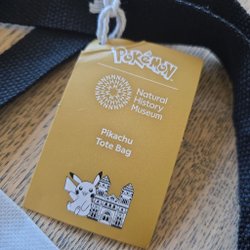 POKÉMON
Natural
History
Museum
Pikachu
Tote Bag